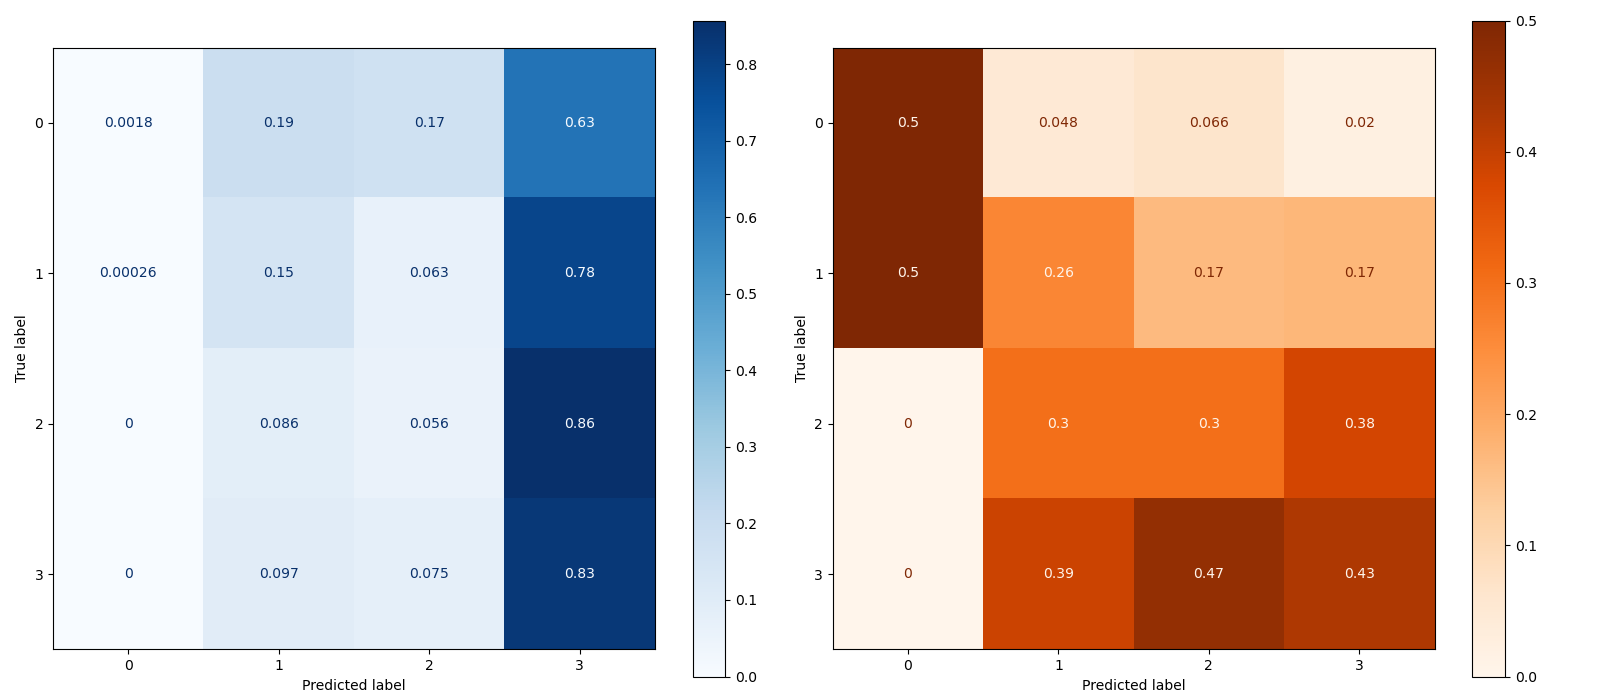 0.0018 0.19 0.17 0.63
0.00026 0.15 0.063 0.78
0 0.086 0.056 0.86
0 0.097 0.075 0.83
0
1
2
3
0 1 2 3
True label
Predicted label
0.8
0.7
0.6
0.5
0.4
0.3
0.2
0.1
0.0
0.5 0.048 0.066 0.02
0.5 0.26 0.17 0.17
0 0.3 0.3 0.38
0 0.39 0.47 0.43
0
1
2
3
0 1 2 3
True label
Predicted label
0.5
0.4
0.3
0.2
0.1
0.0